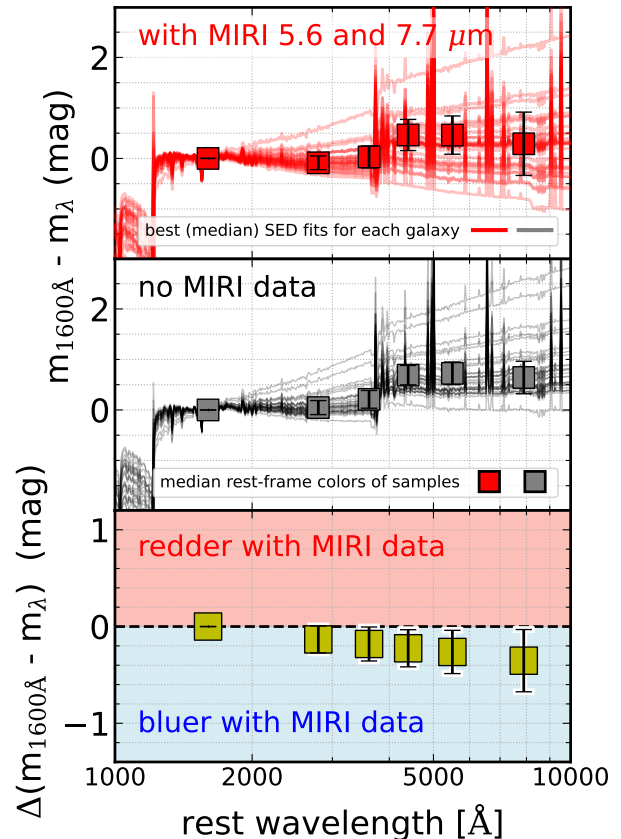 with MIRI 5.6 and 7.7 μm
2
0
best (median) SED fits for each galaxy
m1600Å - mλ (mag)
no MIRI data
2
0
median rest-frame colors of samples
Δ(m1600Å - mλ) (mag)
1
redder with MIRI data
0
bluer with MIRI data
−1
1000 2000 5000 10000
rest wavelength [Å]